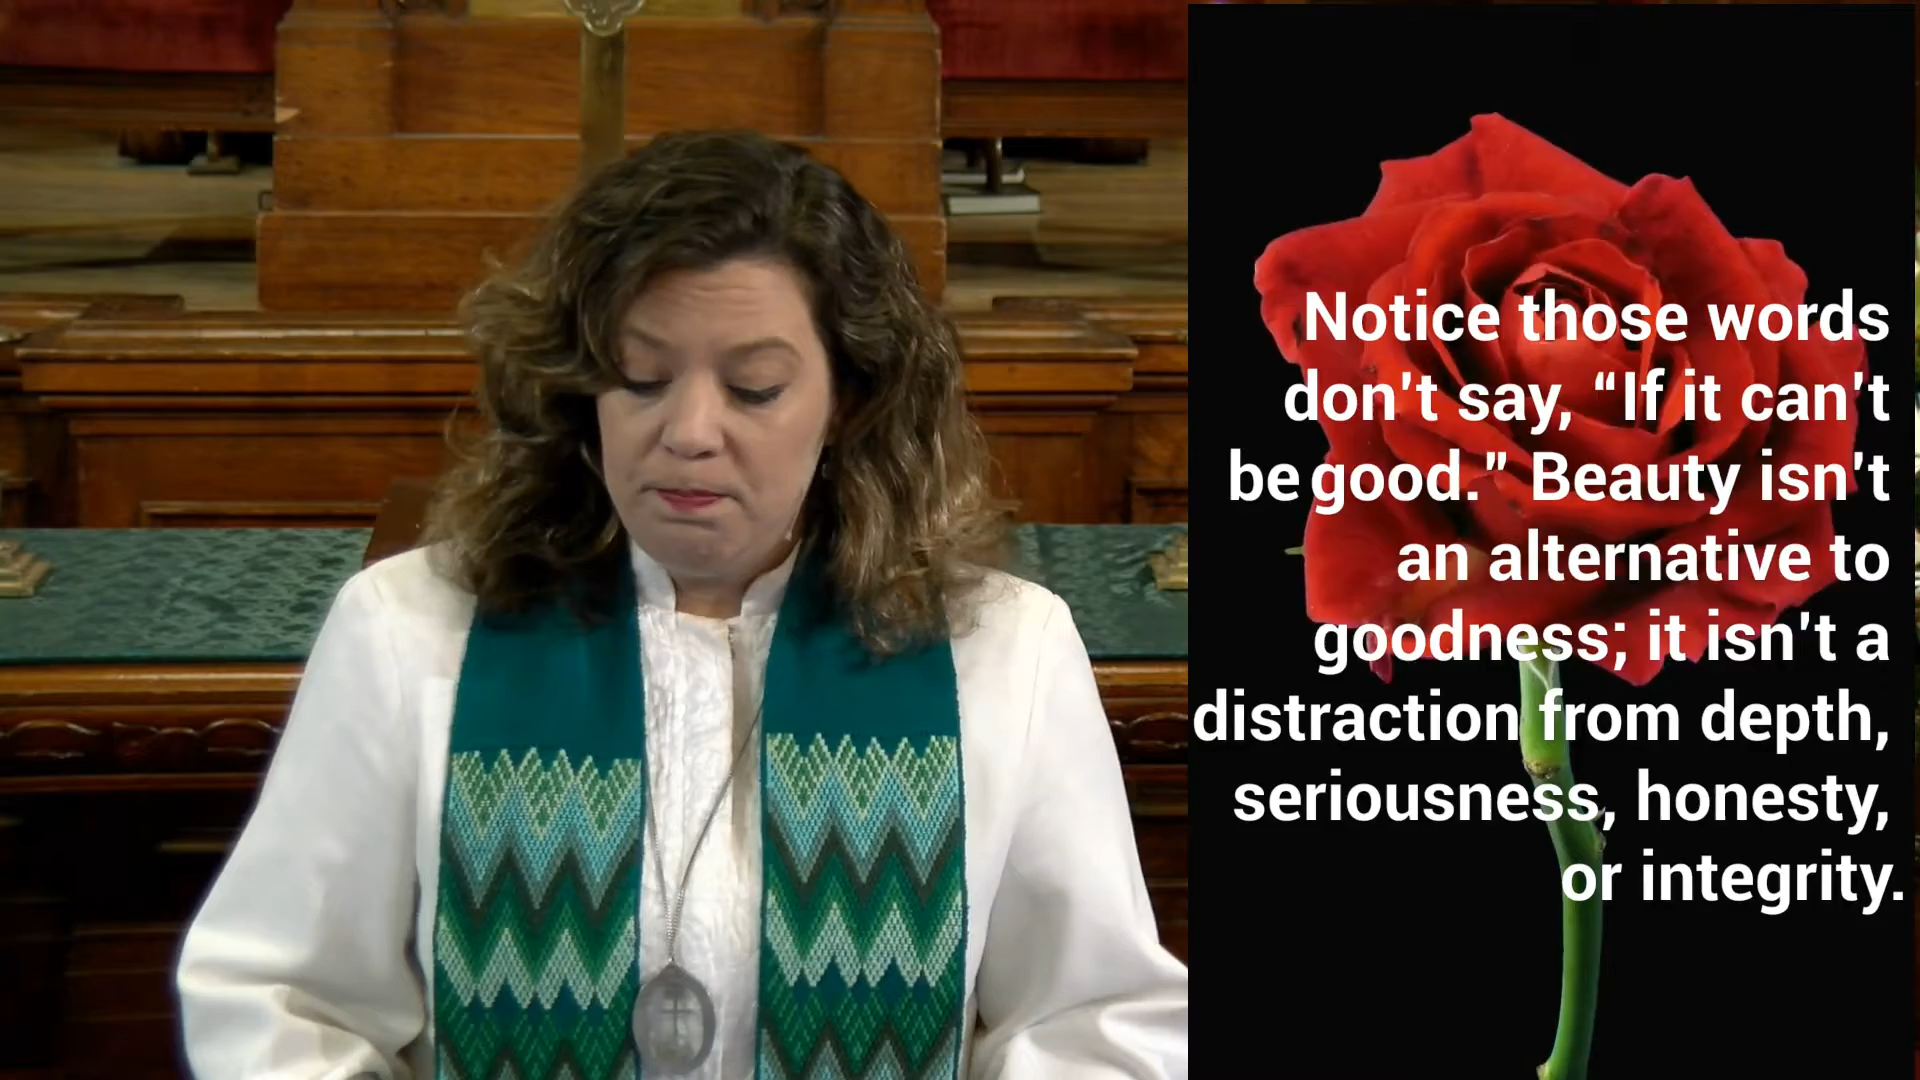 Notice those words
don't say, “If it can't
be good.” Beauty isn't
an alternative to
goodness; it isn't a
distraction from depth,
seriousness, honesty,
or integrity.